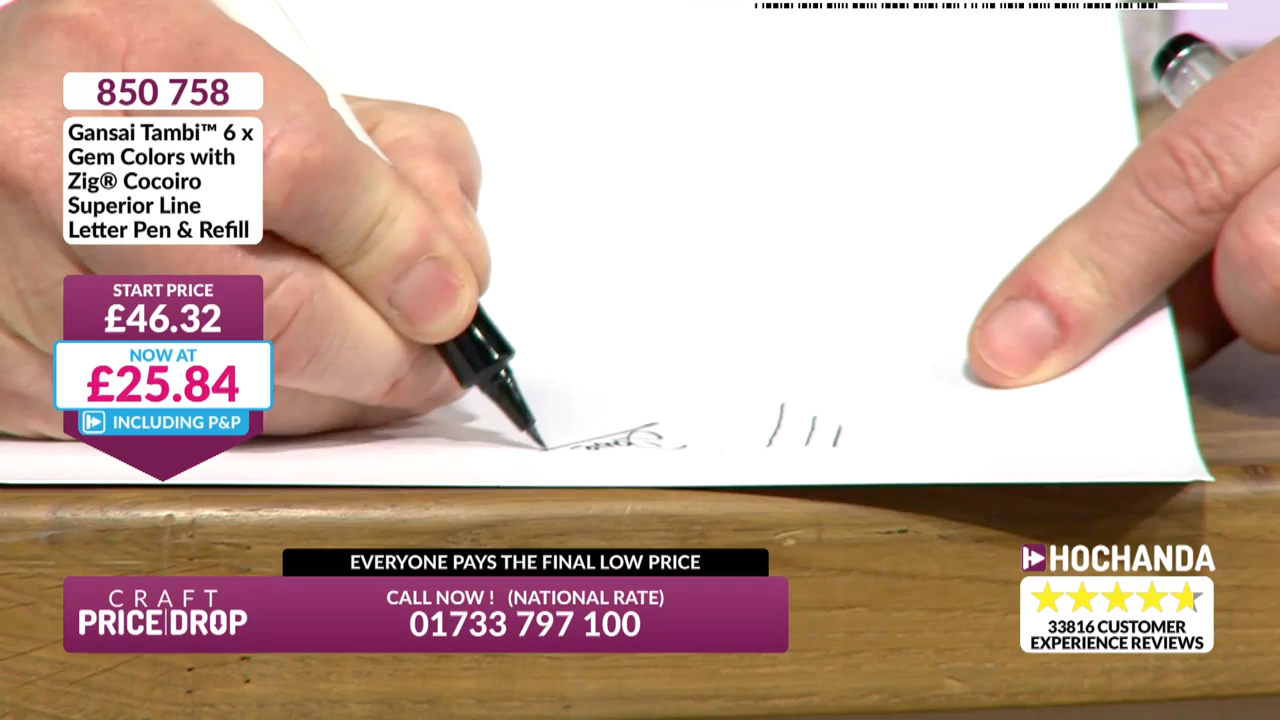 850 758
Gansai Tambi™ 6 x
Gem Colors with
Zig® Cocoiro
Superior Line
Letter Pen & Refill
START PRICE
£46.32
NOW AT
£25.84
INCLUDING P&P
EVERYONE PAYS THE FINAL LOW PRICE
CRAFT
PRICE DROP
CALL NOW ! (NATIONAL RATE)
01733 797 100
HOCHANDA
33816 CUSTOMER
EXPERIENCE REVIEWS